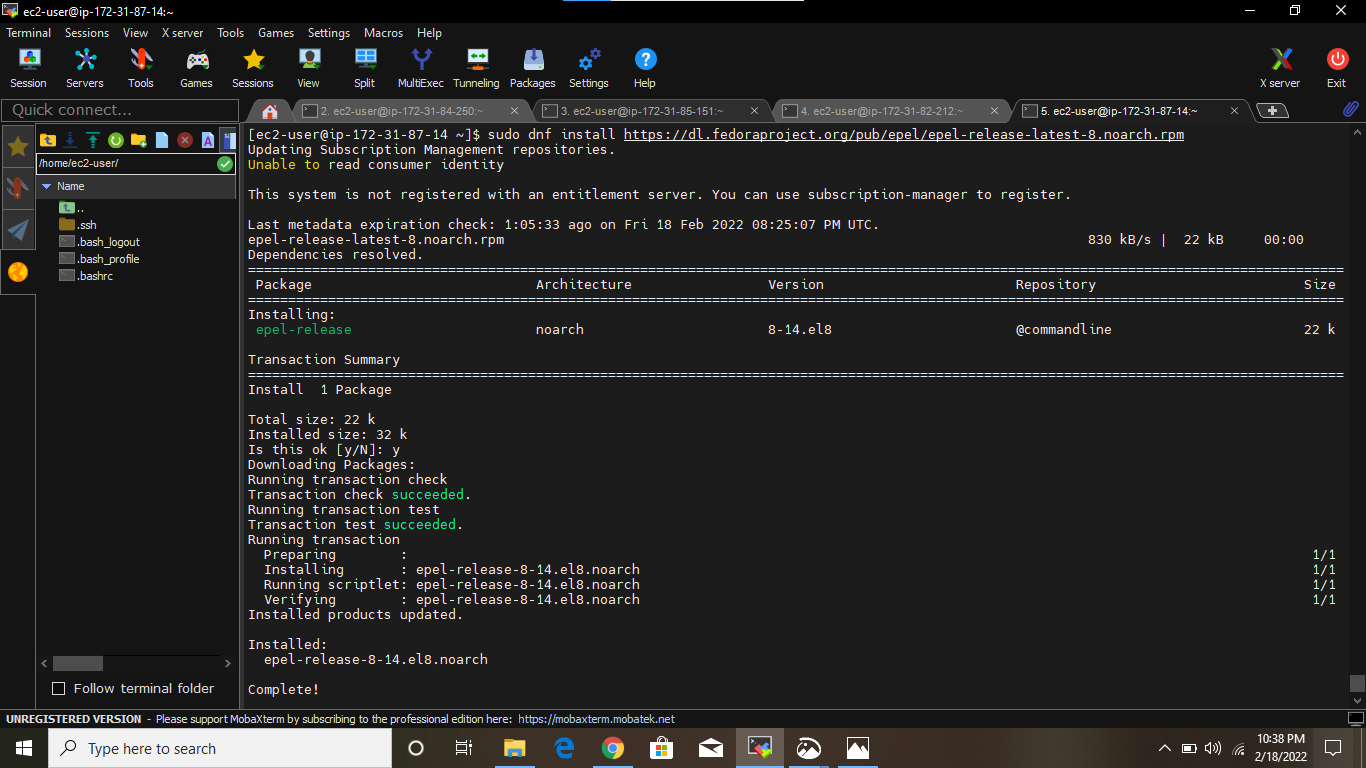 ec2-user@ip-172-31-87-14:~
Terminal Sessions View X server Tools Games Settings Macros Help
Session Servers Tools Games Sessions View Split MultiExec Tunneling Packages Settings Help X server Exit
Quick connect...
2. ec2-user@ip-172-31-84-250:~
3. ec2-user@ip-172-31-85-151:~
4. ec2-user@ip-172-31-82-212:~
5. ec2-user@ip-172-31-87-14:~
/home/ec2-user/
Name
..
.ssh
.bash_logout
.bash_profile
.bashrc
Follow terminal folder
[ec2-user@ip-172-31-87-14 ~]$ sudo dnf install https://dl.fedoraproject.org/pub/epel/epel-release-latest-8.noarch.rpm
Updating Subscription Management repositories.
Unable to read consumer identity
This system is not registered with an entitlement server. You can use subscription-manager to register.
Last metadata expiration check: 1:05:33 ago on Fri 18 Feb 2022 08:25:07 PM UTC.
epel-release-latest-8.noarch.rpm 830 kB/s | 22 kB 00:00
Dependencies resolved.
================================================================================
Package Architecture Version Repository Size
================================================================================
Installing:
epel-release noarch 8-14.el8 @commandline 22 k
Transaction Summary
================================================================================
Install 1 Package
Total size: 22 k
Installed size: 32 k
Is this ok [y/N]: y
Downloading Packages:
Running transaction check
Transaction check succeeded.
Running transaction test
Transaction test succeeded.
Running transaction
Preparing : 1/1
Installing : epel-release-8-14.el8.noarch 1/1
Running scriptlet: epel-release-8-14.el8.noarch 1/1
Verifying : epel-release-8-14.el8.noarch 1/1
Installed products updated.
Installed:
epel-release-8-14.el8.noarch
Complete!
UNREGISTERED VERSION - Please support MobaXterm by subscribing to the professional edition here: https://mobaxterm.mobatek.net
Type here to search
10:38 PM
2/18/2022